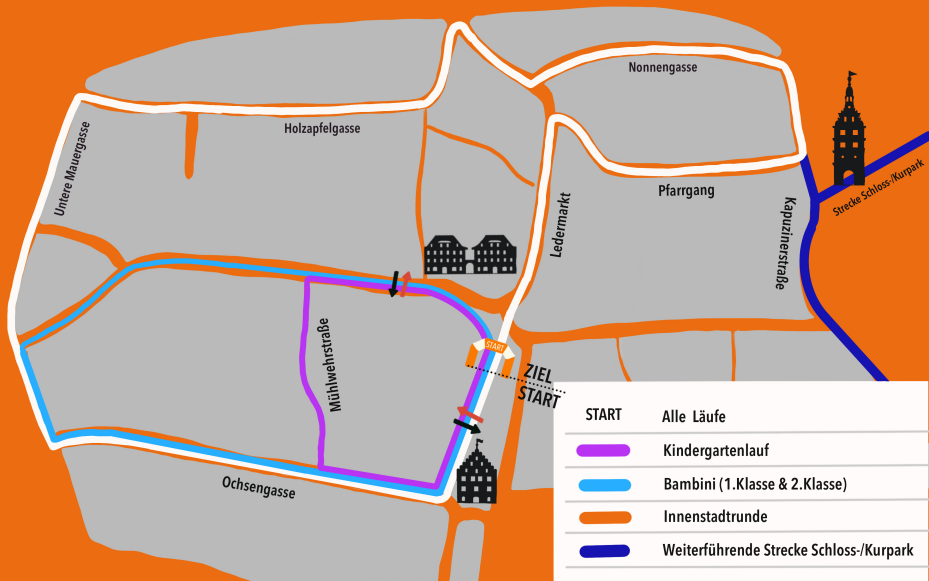 Nonnengasse
Holzapfelgasse
Untere Mauergasse
Pfarrgang
Strecke Schloss-/Kurpark
Ledermarkt
Kapuzinerstraße
Mühlwehrstraße
START
ZIEL
START
Ochsengasse
START Alle Läufe
Kindergartenlauf
Bambini (1.Klasse & 2.Klasse)
Innenstadtrunde
Weiterführende Strecke Schloss-/Kurpark